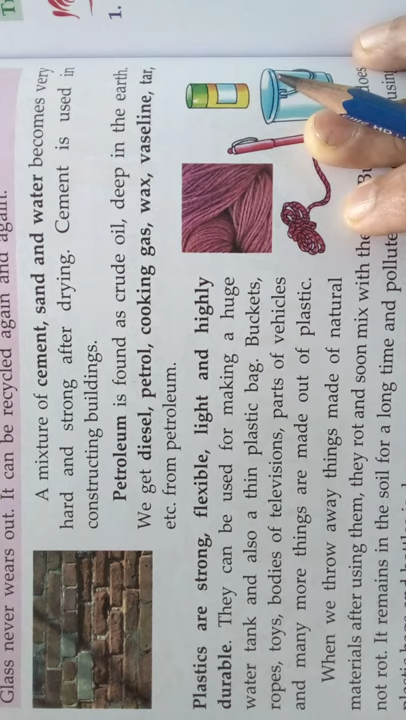 Glass never wears out. It can be recycled again and again.
A mixture of cement, sand and water becomes very
hard and strong after drying. Cement is used in
constructing buildings.
Petroleum is found as crude oil, deep in the earth.
We get diesel, petrol, cooking gas, wax, vaseline, tar,
etc. from petroleum.
Plastics are strong, flexible, light and highly
durable. They can be used for making a huge
water tank and also a thin plastic bag. Buckets,
ropes, toys, bodies of televisions, parts of vehicles
and many more things are made out of plastic.
When we throw away things made of natural
materials after using them, they rot and soon mix with the does
not rot. It remains in the soil for a long time and pollute using
1.